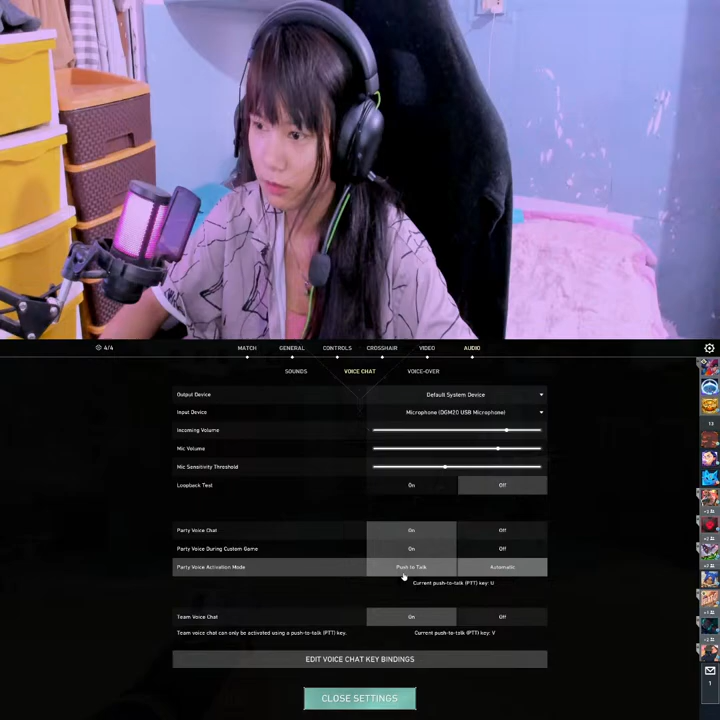 4/4
MATCH GENERAL CONTROLS CROSSHAIR VIDEO AUDIO
SOUNDS VOICE CHAT VOICE-OVER
Output Device Default System Device
Input Device Microphone (DGM20 USB Microphone)
Incoming Volume
Mic Volume
Mic Sensitivity Threshold
Loopback Test On Off
Party Voice Chat On Off
Party Voice During Custom Game On Off
Party Voice Activation Mode Push to Talk Automatic
Current push-to-talk (PTT) key: U
Team Voice Chat On Off
Team voice chat can only be activated using a push-to-talk (PTT) key. Current push-to-talk (PTT) key: V
EDIT VOICE CHAT KEY BINDINGS
CLOSE SETTINGS
13
1